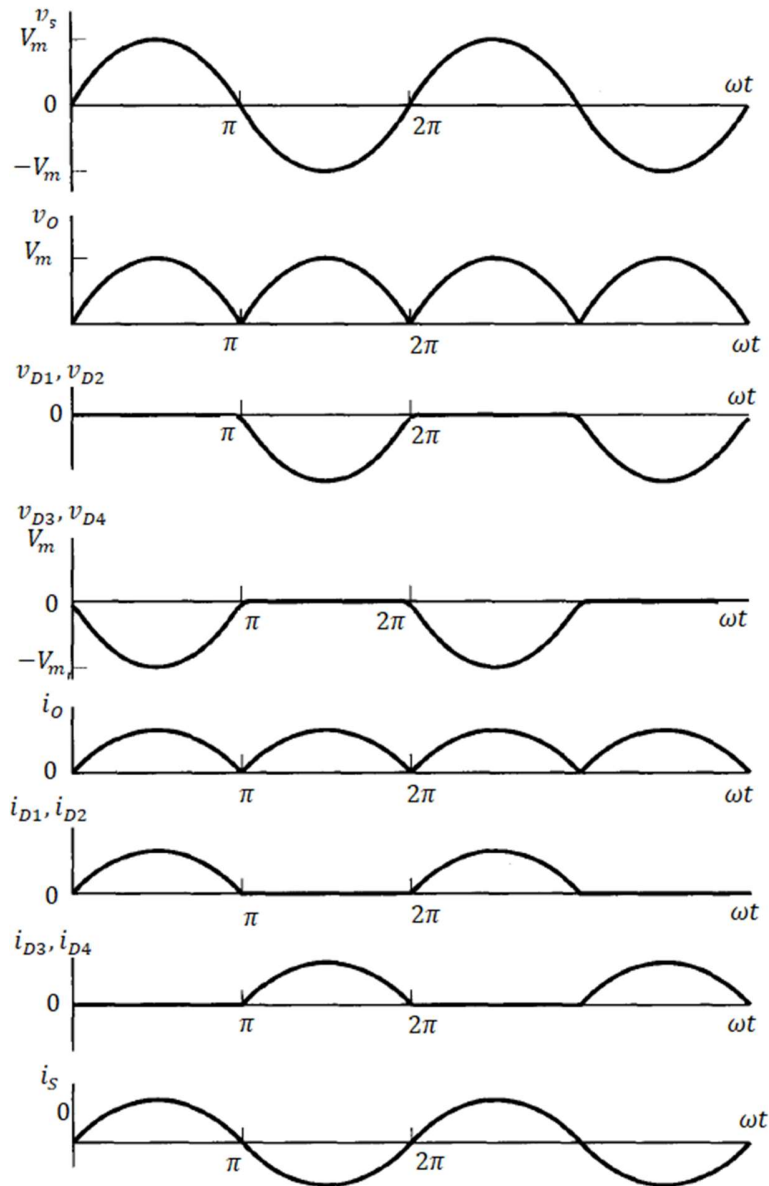 v_s
V_m
ωt
0
π 2π
−V_m
v_O
V_m
π 2π ωt
v_D1, v_D2
ωt
0
π 2π
v_D3, v_D4
V_m
0
π 2π ωt
−V_m
i_O
0
π 2π ωt
i_D1, i_D2
0
π 2π ωt
i_D3, i_D4
0
π 2π ωt
i_S
0 ωt
π 2π